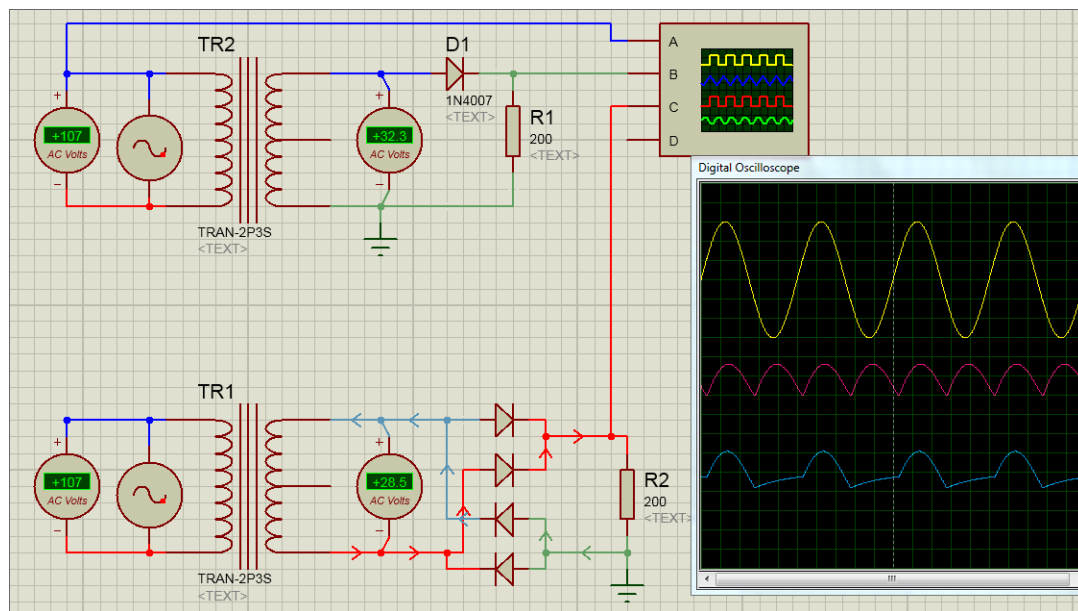 TR2
D1
A
B
C
D
1N4007
<TEXT>
R1
200
<TEXT>
+
+107
AC Volts
−
+
+32.3
AC Volts
−
TRAN-2P3S
<TEXT>
Digital Oscilloscope
TR1
+
+107
AC Volts
−
+
+28.5
AC Volts
−
R2
200
<TEXT>
TRAN-2P3S
<TEXT>